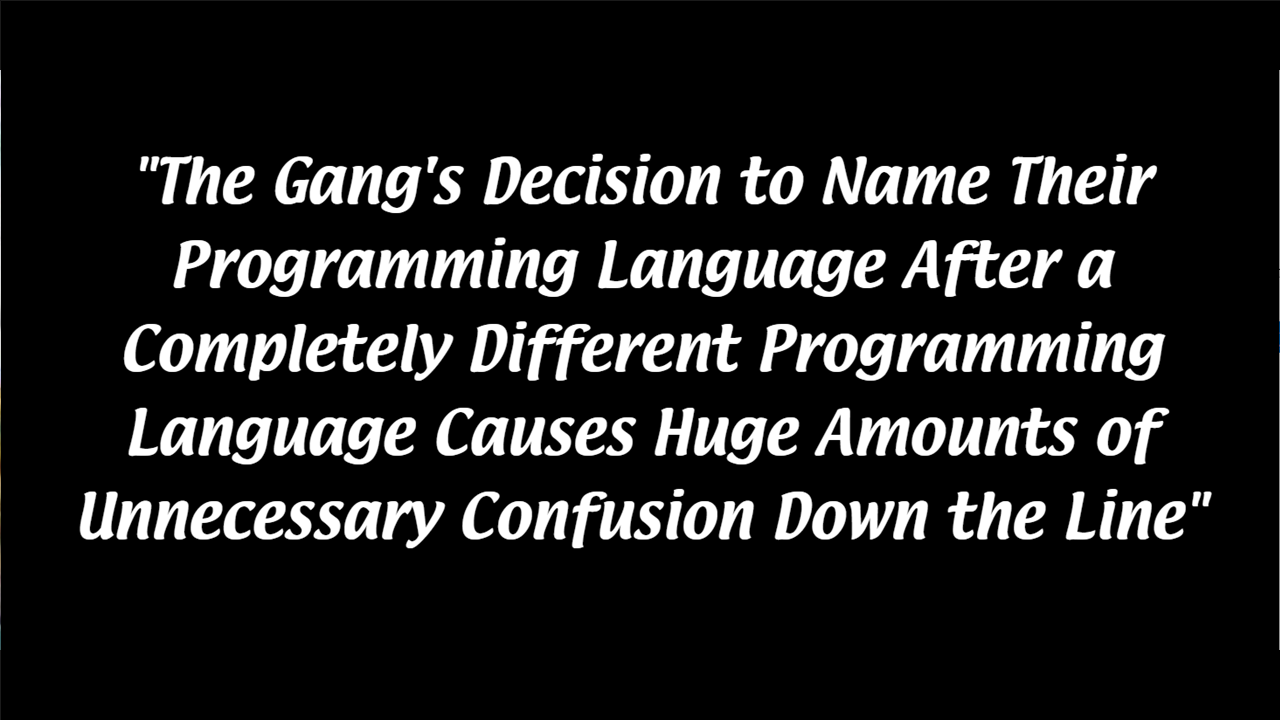 "The Gang's Decision to Name Their
Programming Language After a
Completely Different Programming
Language Causes Huge Amounts of
Unnecessary Confusion Down the Line"